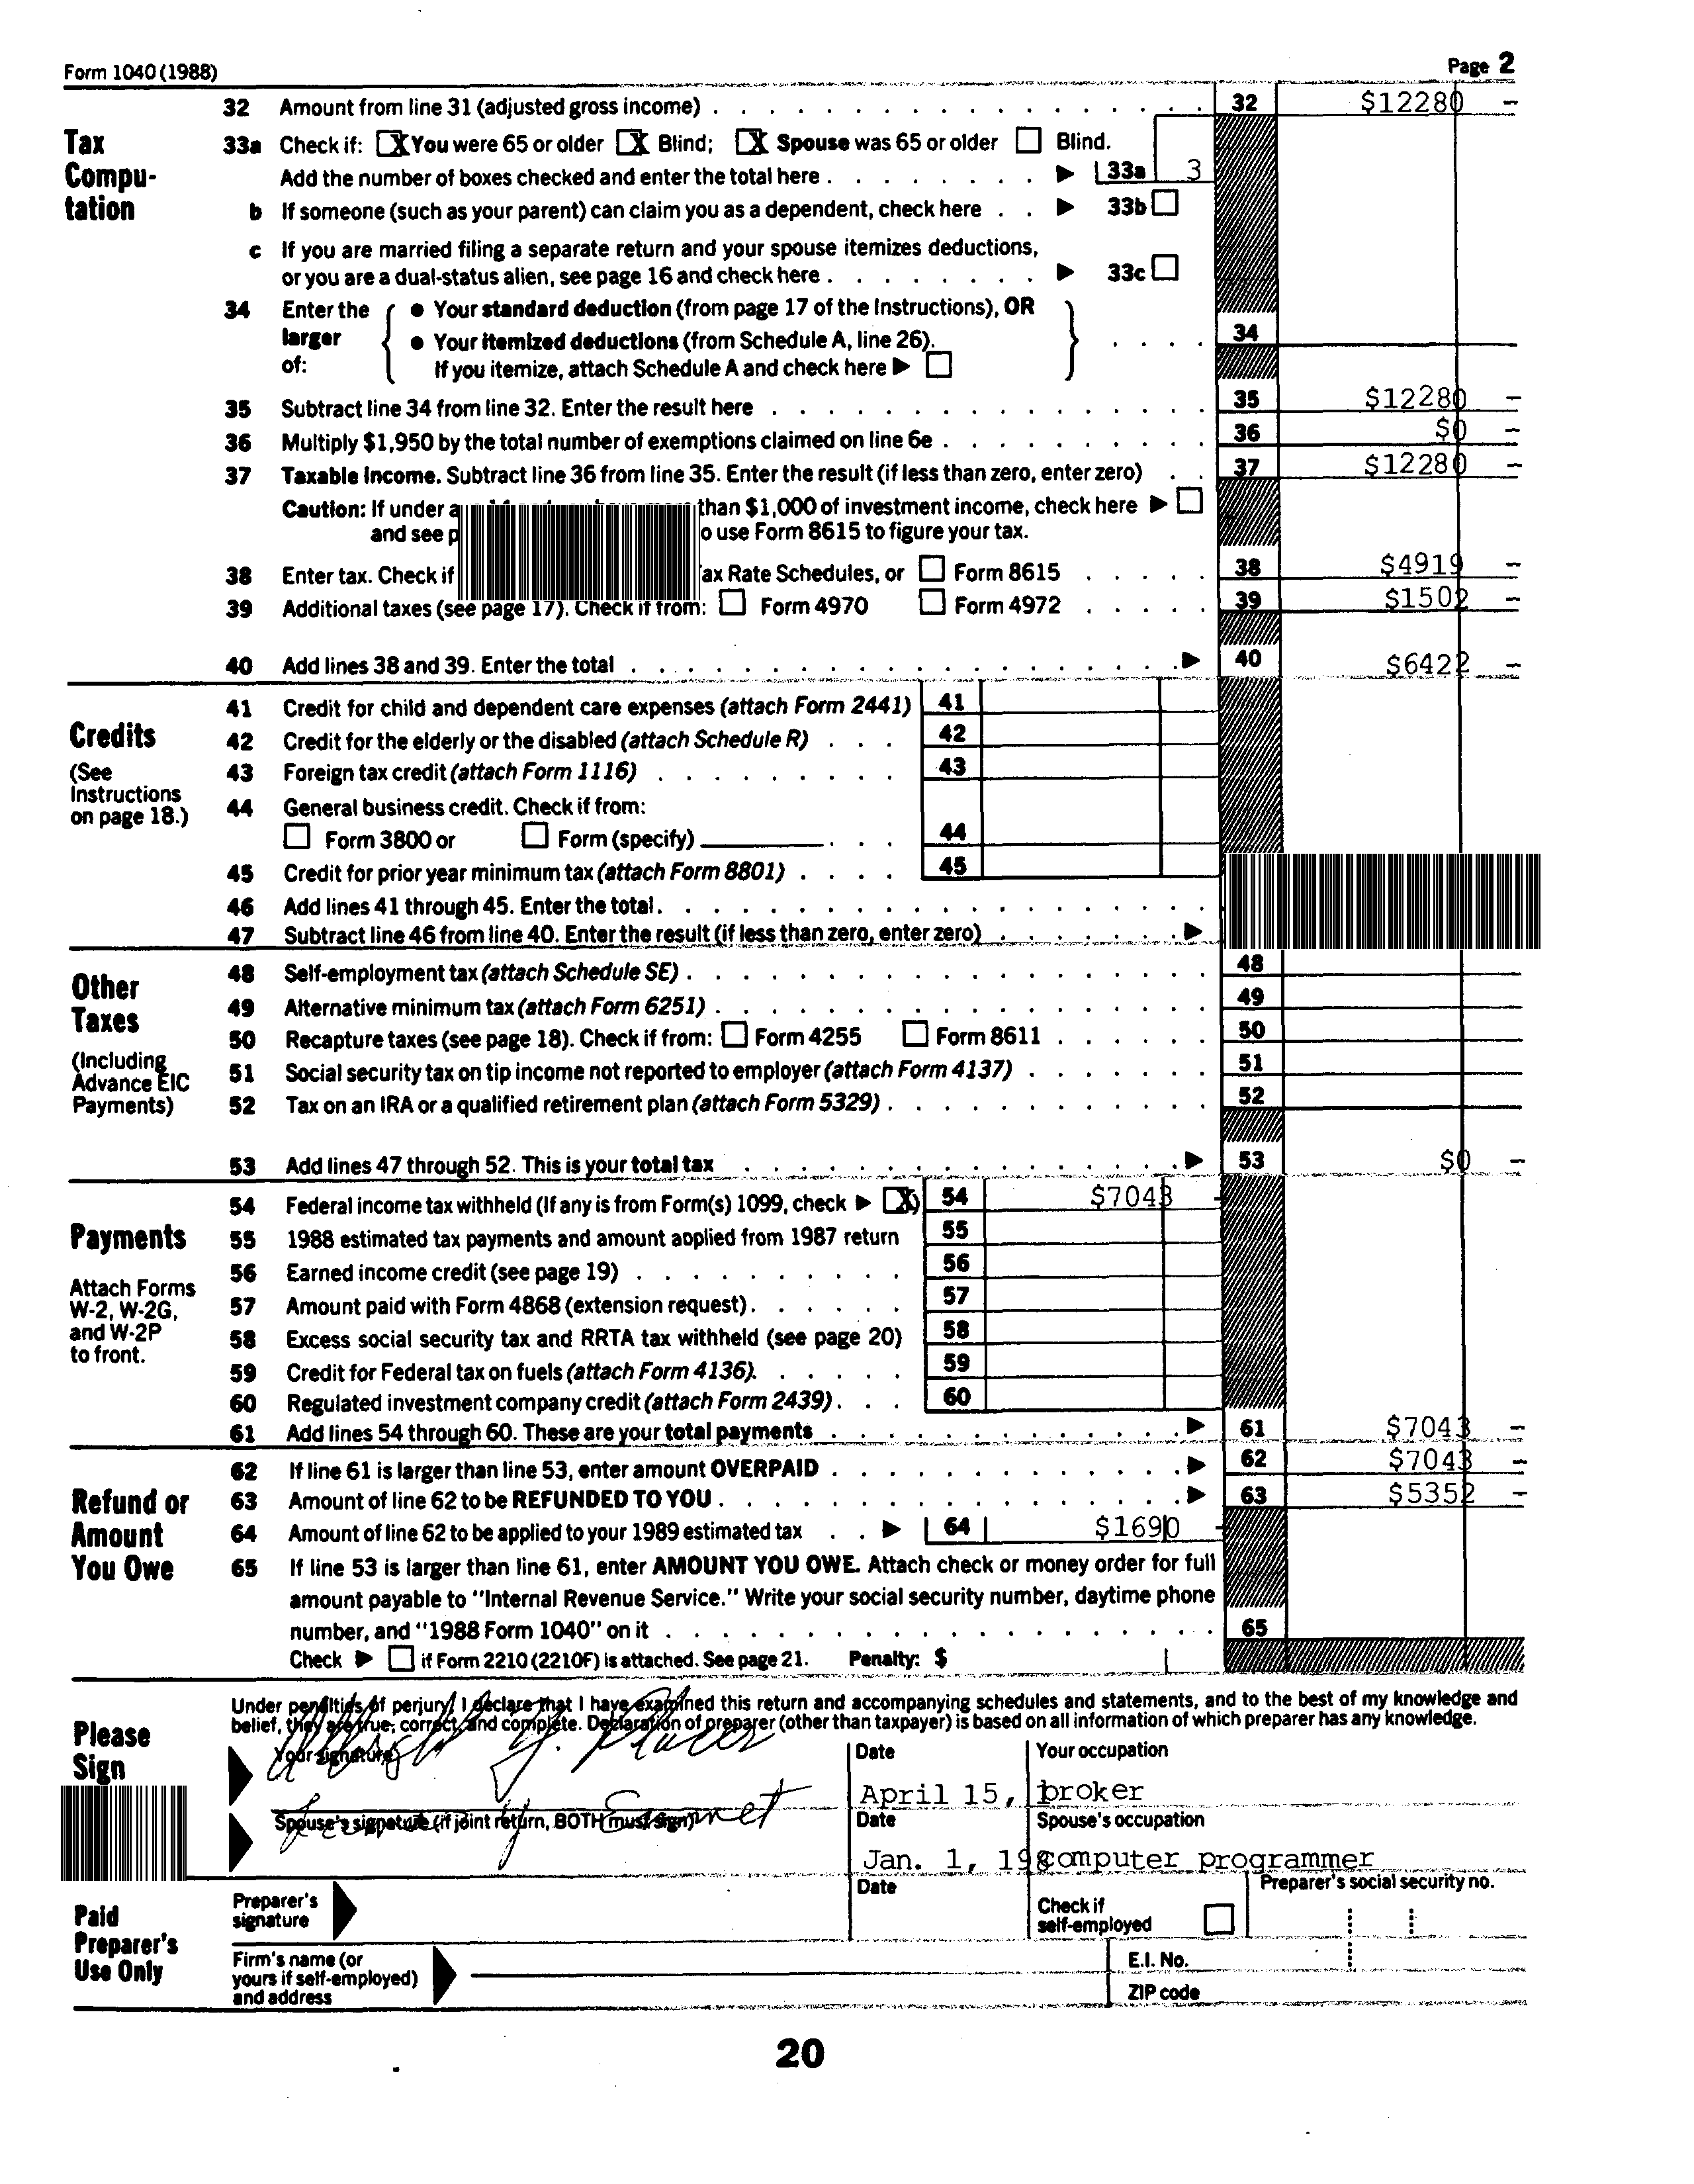 Form 1040 (1988) Page 2
32 Amount from line 31 (adjusted gross income) 32 $12280 –
Tax Compu-tation
33a Check if: [X] You were 65 or older [X] Blind; [X] Spouse was 65 or older [ ] Blind.
Add the number of boxes checked and enter the total here ▶ 33a 3
b If someone (such as your parent) can claim you as a dependent, check here ▶ 33b
c If you are married filing a separate return and your spouse itemizes deductions,
or you are a dual-status alien, see page 16 and check here ▶ 33c
34 Enter the larger of:
● Your standard deduction (from page 17 of the Instructions), OR
● Your itemized deductions (from Schedule A, line 26).
If you itemize, attach Schedule A and check here ▶
34
35 Subtract line 34 from line 32. Enter the result here 35 $12280 –
36 Multiply $1,950 by the total number of exemptions claimed on line 6e 36 $0 –
37 Taxable income. Subtract line 36 from line 35. Enter the result (if less than zero, enter zero) 37 $12280 –
Caution: If under than $1,000 of investment income, check here ▶
and see use Form 8615 to figure your tax.
38 Enter tax. Check if Rate Schedules, or Form 8615 38 $4919 –
39 Additional taxes (see page 17). Check if from: Form 4970 Form 4972 39 $1502 –
40 Add lines 38 and 39. Enter the total ▶ 40 $6422 –
Credits
(See Instructions on page 18.)
41 Credit for child and dependent care expenses (attach Form 2441) 41
42 Credit for the elderly or the disabled (attach Schedule R) 42
43 Foreign tax credit (attach Form 1116) 43
44 General business credit. Check if from:
Form 3800 or Form (specify) 44
45 Credit for prior year minimum tax (attach Form 8801) 45
46 Add lines 41 through 45. Enter the total
47 Subtract line 46 from line 40. Enter the result (if less than zero, enter zero) ▶
Other Taxes
(Including Advance EIC Payments)
48 Self-employment tax (attach Schedule SE) 48
49 Alternative minimum tax (attach Form 6251) 49
50 Recapture taxes (see page 18). Check if from: Form 4255 Form 8611 50
51 Social security tax on tip income not reported to employer (attach Form 4137) 51
52 Tax on an IRA or a qualified retirement plan (attach Form 5329) 52
53 Add lines 47 through 52. This is your total tax ▶ 53 $0 –
Payments
Attach Forms W-2, W-2G, and W-2P to front.
54 Federal income tax withheld (If any is from Form(s) 1099, check ▶ [X]) 54 $7043 -
55 1988 estimated tax payments and amount applied from 1987 return 55
56 Earned income credit (see page 19) 56
57 Amount paid with Form 4868 (extension request) 57
58 Excess social security tax and RRTA tax withheld (see page 20) 58
59 Credit for Federal tax on fuels (attach Form 4136) 59
60 Regulated investment company credit (attach Form 2439) 60
61 Add lines 54 through 60. These are your total payments ▶ 61 $7043 –
Refund or Amount You Owe
62 If line 61 is larger than line 53, enter amount OVERPAID ▶ 62 $7043 –
63 Amount of line 62 to be REFUNDED TO YOU ▶ 63 $5352 –
64 Amount of line 62 to be applied to your 1989 estimated tax ▶ 64 $1690 -
65 If line 53 is larger than line 61, enter AMOUNT YOU OWE. Attach check or money order for full
amount payable to "Internal Revenue Service." Write your social security number, daytime phone
number, and "1988 Form 1040" on it 65
Check ▶ if Form 2210 (2210F) is attached. See page 21. Penalty: $
Please Sign
Under penalties of perjury, I declare that I have examined this return and accompanying schedules and statements, and to the best of my knowledge and
belief, they are true, correct, and complete. Declaration of preparer (other than taxpayer) is based on all information of which preparer has any knowledge.
Your signature Date Your occupation
April 15, broker
Spouse's signature (if joint return, BOTH must sign) Date Spouse's occupation
Jan. 1, 198 computer programmer
Paid Preparer's Use Only
Preparer's signature Date Check if self-employed Preparer's social security no.
Firm's name (or yours if self-employed) and address
E.I. No.
ZIP code
20